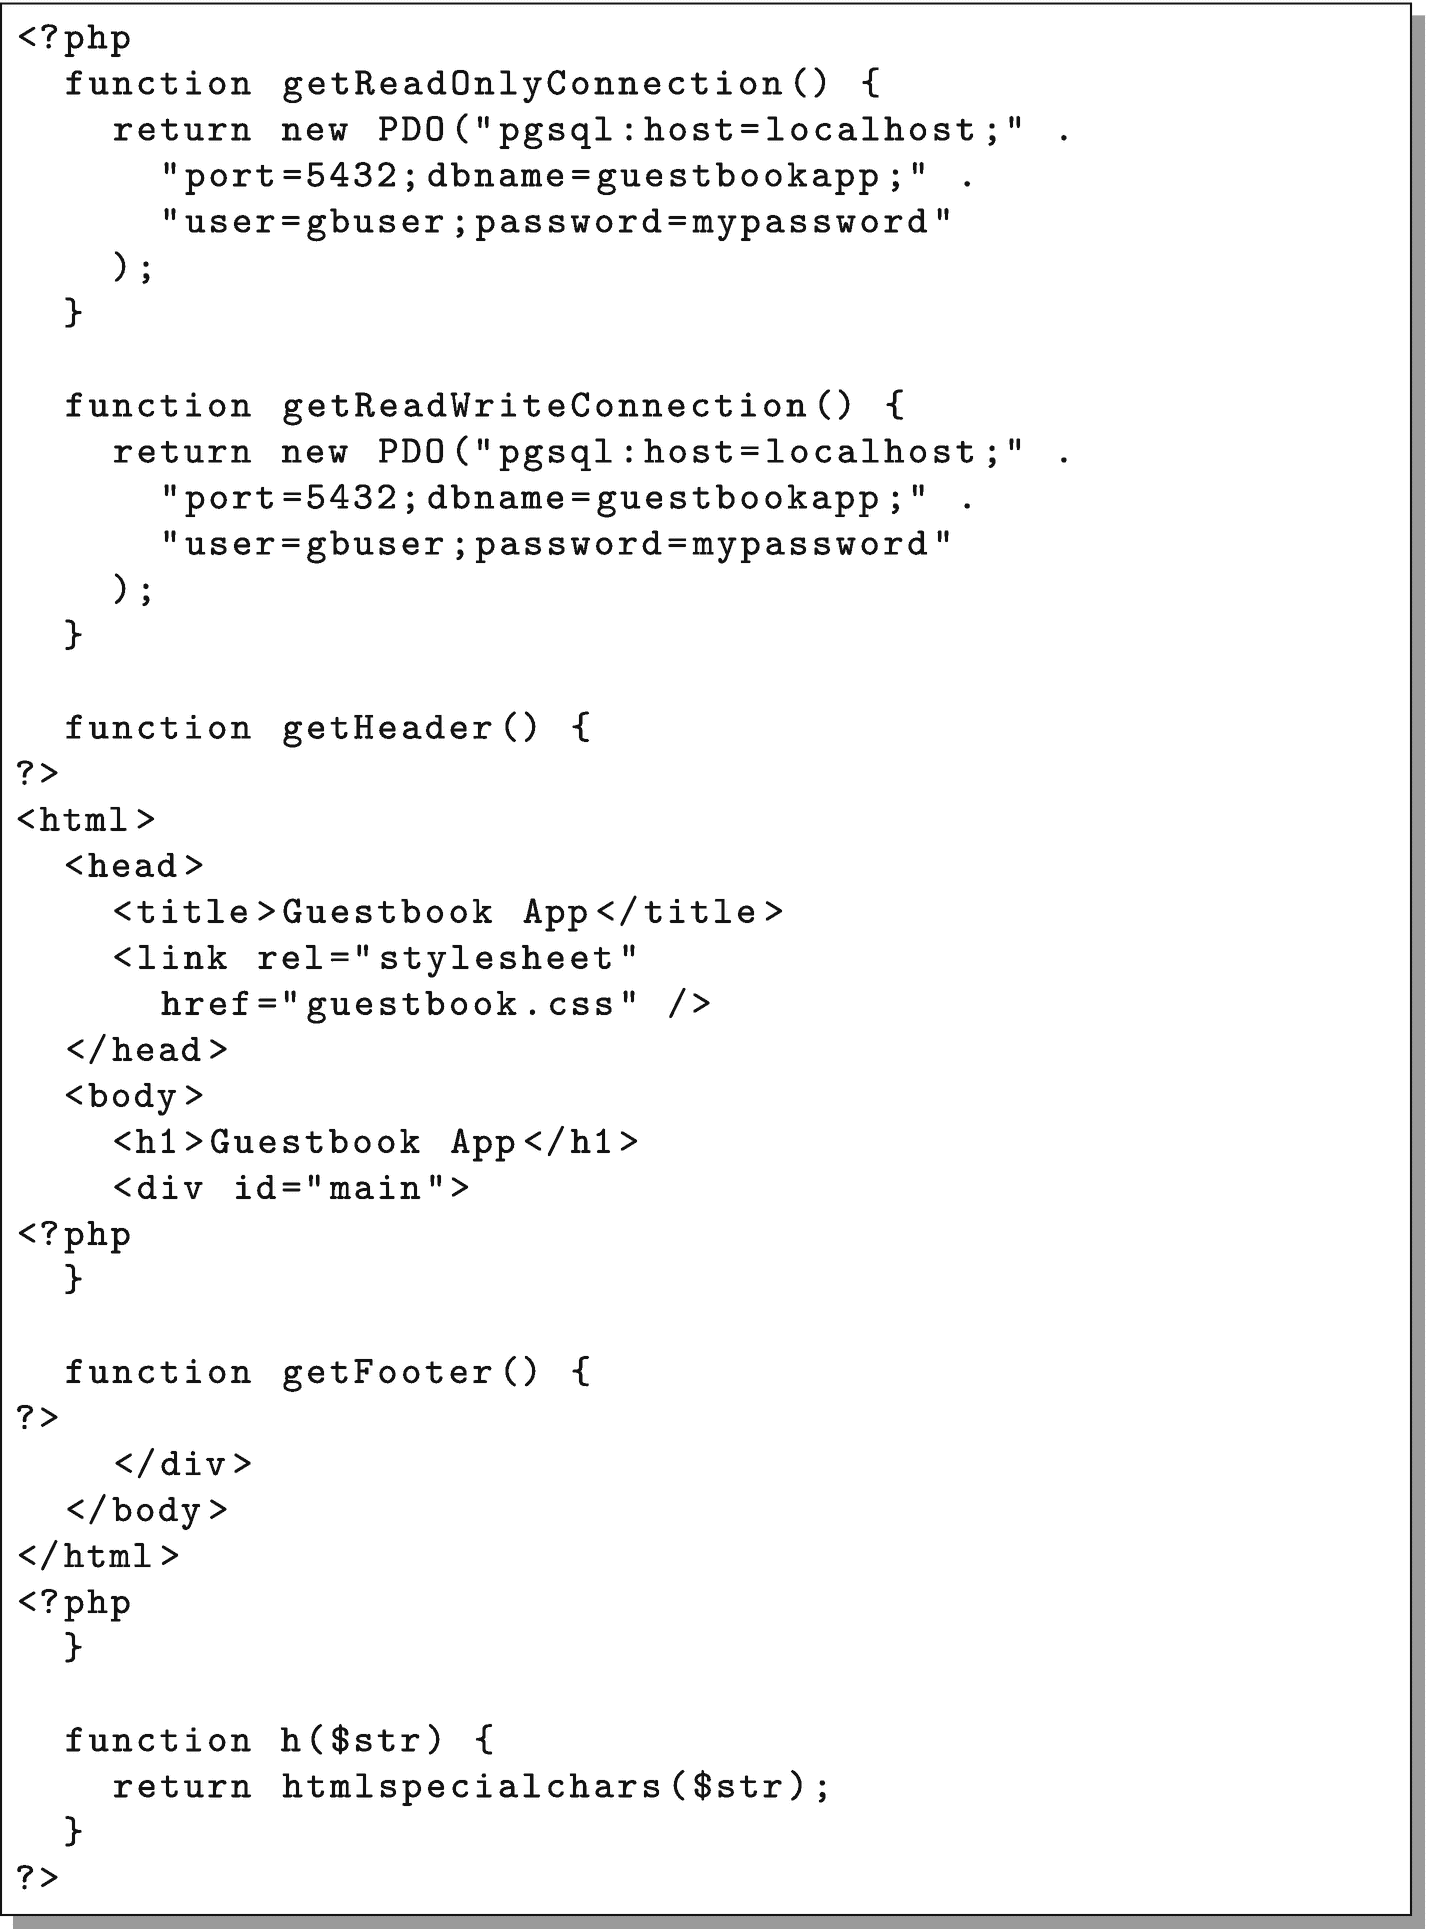 <?php
  function getReadOnlyConnection() {
    return new PDO("pgsql:host=localhost;" .
      "port=5432;dbname=guestbookapp;" .
      "user=gbuser;password=mypassword"
    );
  }

  function getReadWriteConnection() {
    return new PDO("pgsql:host=localhost;" .
      "port=5432;dbname=guestbookapp;" .
      "user=gbuser;password=mypassword"
    );
  }

  function getHeader() {
?>
<html>
  <head>
    <title>Guestbook App</title>
    <link rel="stylesheet"
      href="guestbook.css" />
  </head>
  <body>
    <h1>Guestbook App</h1>
    <div id="main">
<?php
  }

  function getFooter() {
?>
    </div>
  </body>
</html>
<?php
  }

  function h($str) {
    return htmlspecialchars($str);
  }
?>